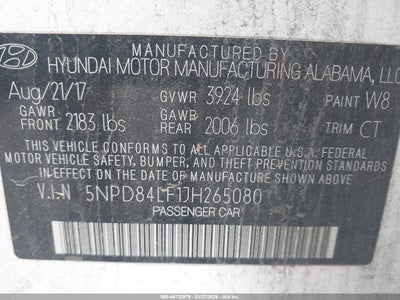 MANUFACTURED BY
HYUNDAI MOTOR MANUFACTURING ALABAMA, LLC
Aug/21/17 GVWR 3924 lbs PAINT W8
GAWR FRONT 2183 lbs GAWR REAR 2006 lbs TRIM CT
THIS VEHICLE CONFORMS TO ALL APPLICABLE U.S. FEDERAL
MOTOR VEHICLE SAFETY, BUMPER, AND THEFT PREVENTION STANDARDS
IN EFFECT ON THE DATE OF MANUFACTURE SHOWN ABOVE.
V.I.N 5NPD84LF1JH265080
PASSENGER CAR